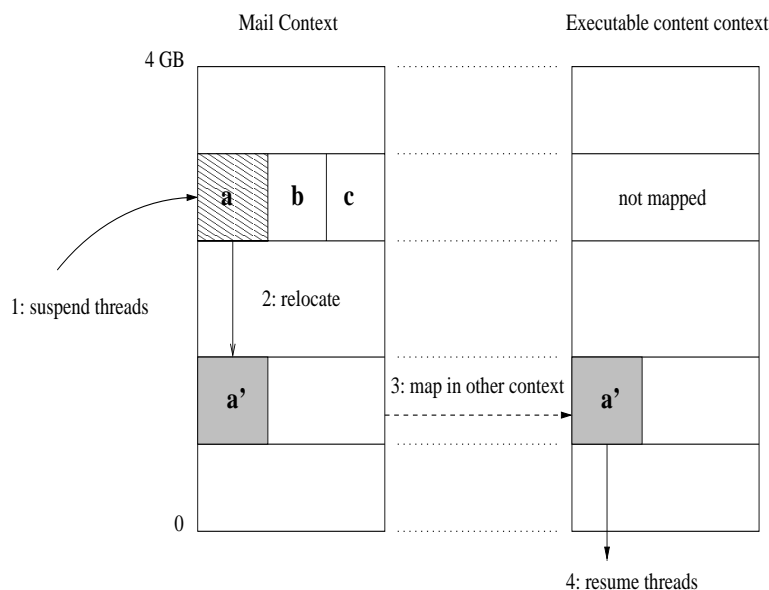 Mail Context
Executable content context
4 GB
a
b
c
not mapped
1: suspend threads
2: relocate
3: map in other context
a’
a’
0
4: resume threads